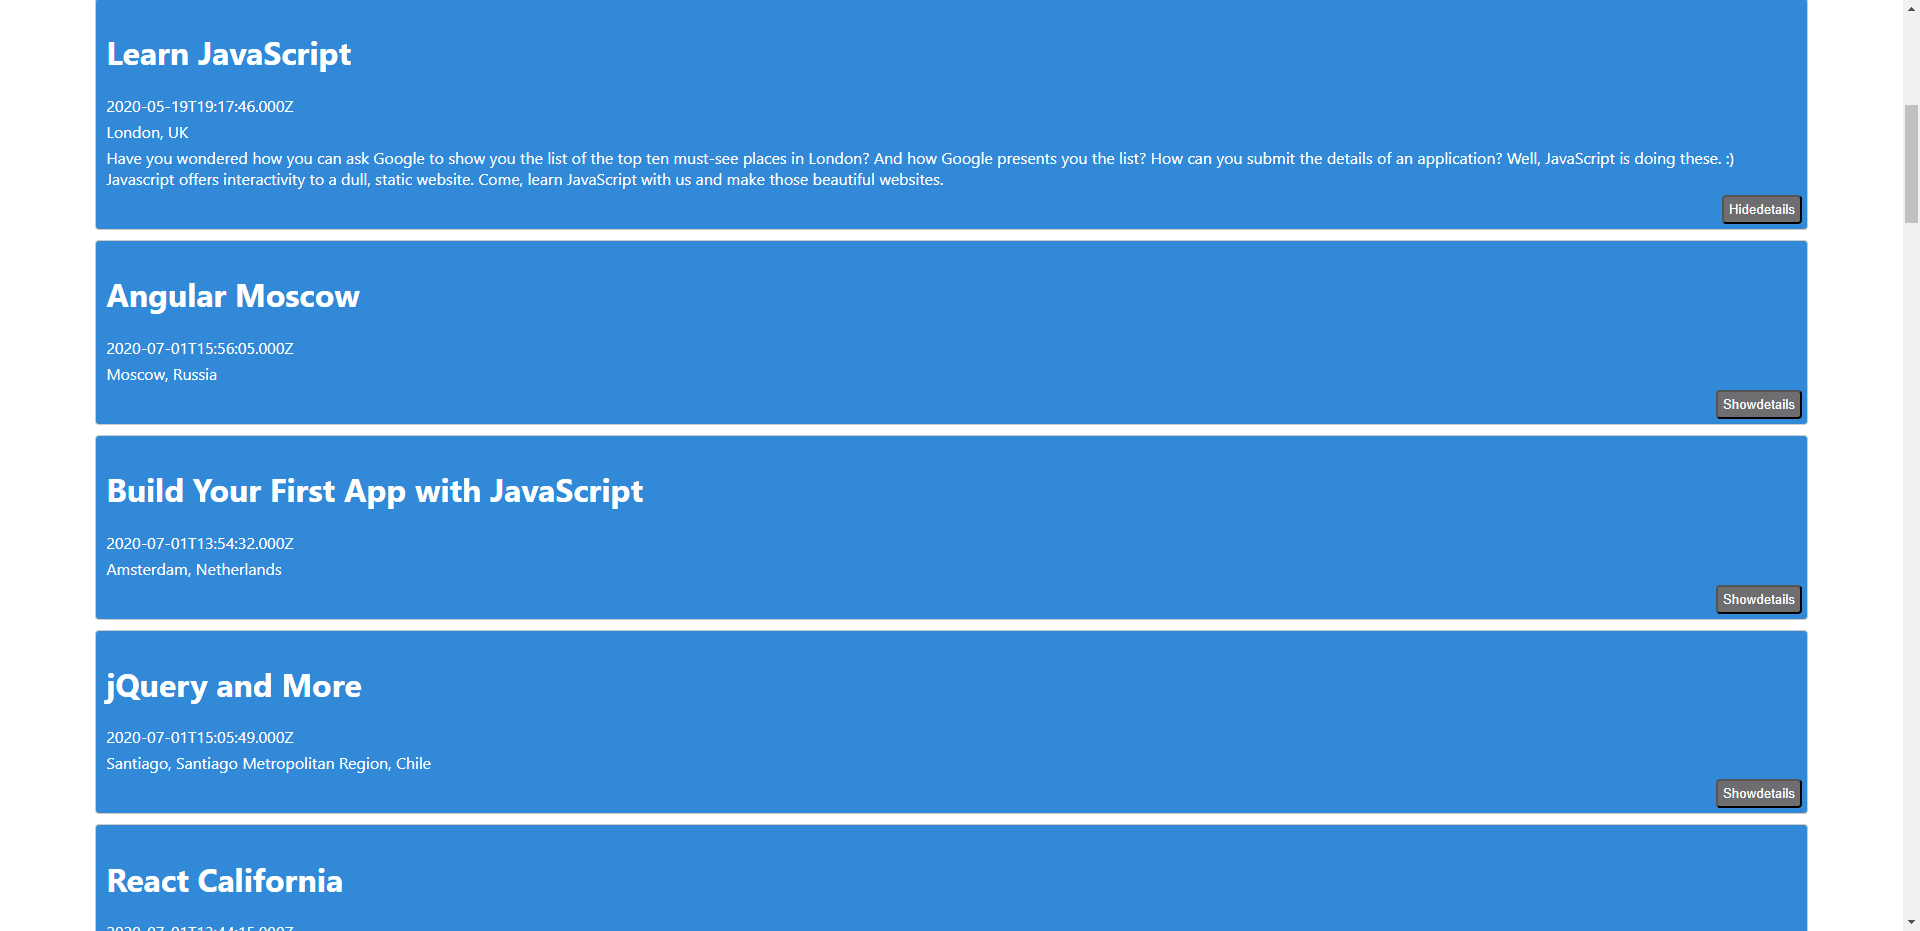 Learn JavaScript
2020-05-19T19:17:46.000Z
London, UK
Have you wondered how you can ask Google to show you the list of the top ten must-see places in London? And how Google presents you the list? How can you submit the details of an application? Well, JavaScript is doing these. :)
Javascript offers interactivity to a dull, static website. Come, learn JavaScript with us and make those beautiful websites.
Hidedetails
Angular Moscow
2020-07-01T15:56:05.000Z
Moscow, Russia
Showdetails
Build Your First App with JavaScript
2020-07-01T13:54:32.000Z
Amsterdam, Netherlands
Showdetails
jQuery and More
2020-07-01T15:05:49.000Z
Santiago, Santiago Metropolitan Region, Chile
Showdetails
React California